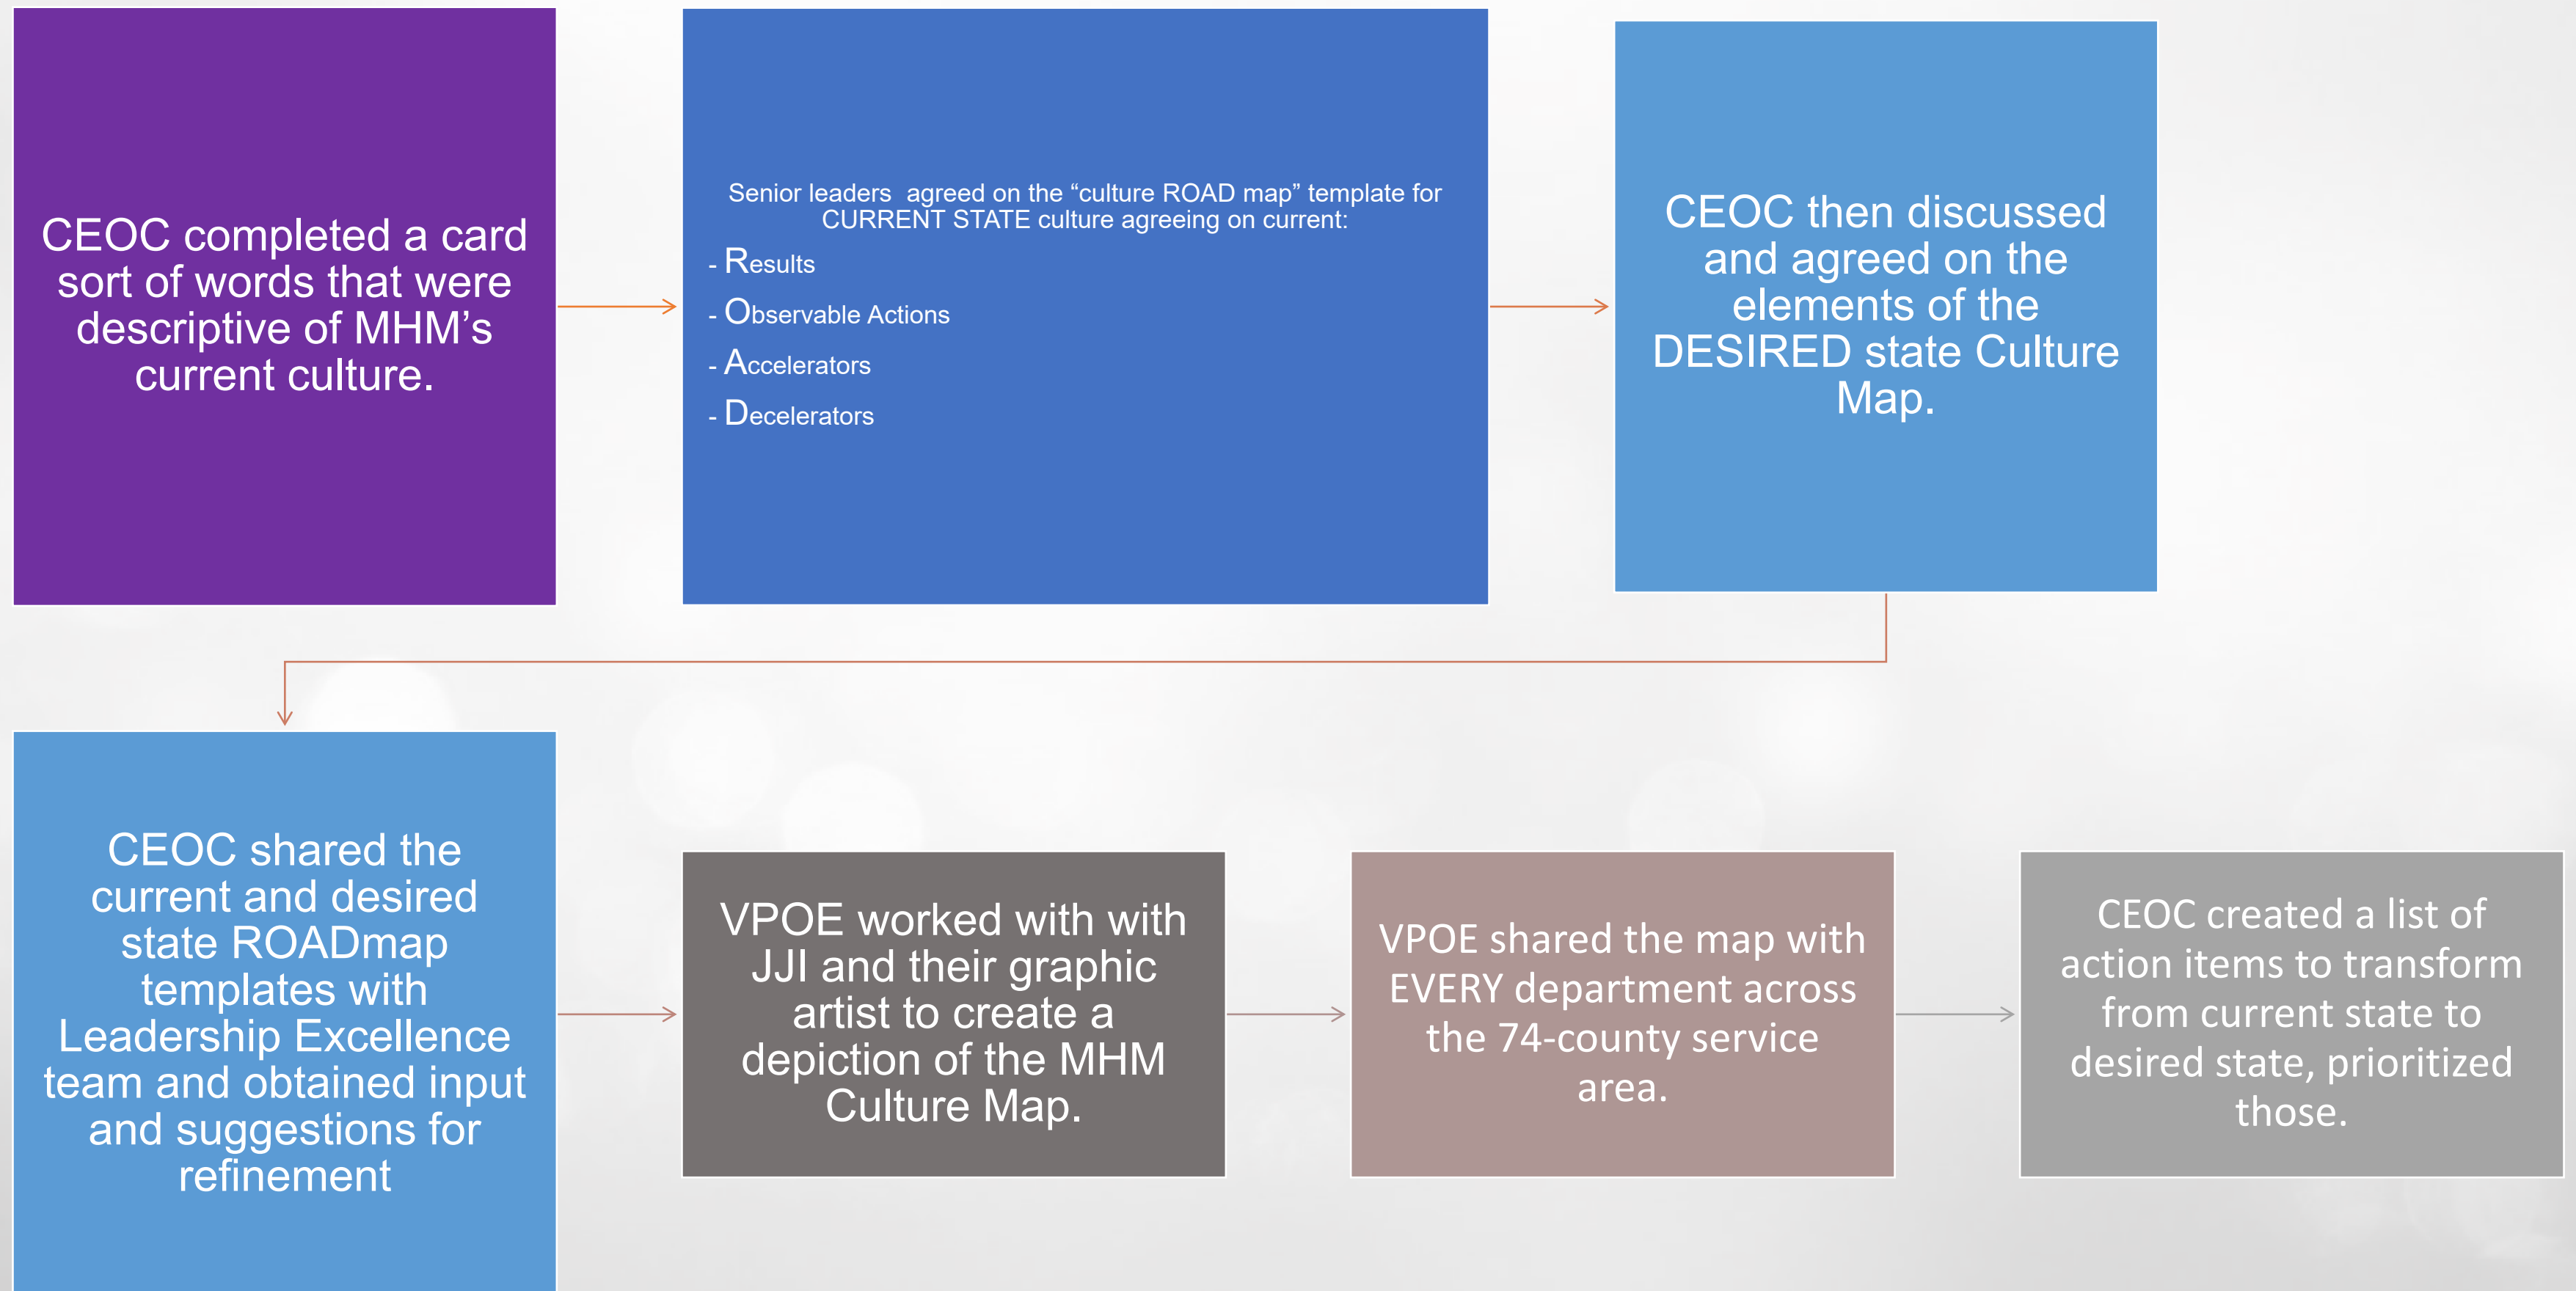 CEOC completed a card
sort of words that were
descriptive of MHM’s
current culture.
Senior leaders  agreed on the “culture ROAD map” template for
CURRENT STATE culture agreeing on current:
- Results
- Observable Actions
- Accelerators
- Decelerators
CEOC then discussed
and agreed on the
elements of the
DESIRED state Culture
Map.
CEOC shared the
current and desired
state ROADmap
templates with
Leadership Excellence
team and obtained input
and suggestions for
refinement
VPOE worked with with
JJI and their graphic
artist to create a
depiction of the MHM
Culture Map.
VPOE shared the map with
EVERY department across
the 74-county service
area.
CEOC created a list of
action items to transform
from current state to
desired state, prioritized
those.